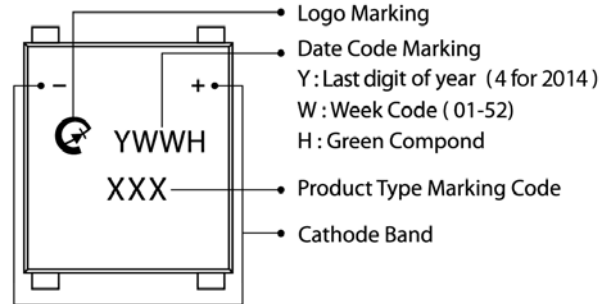 Logo Marking
Date Code Marking
Y : Last digit of year ( 4 for 2014 )
- +
W : Week Code ( 01-52)
YWWH
H : Green Compond
XXX
Product Type Marking Code
Cathode Band